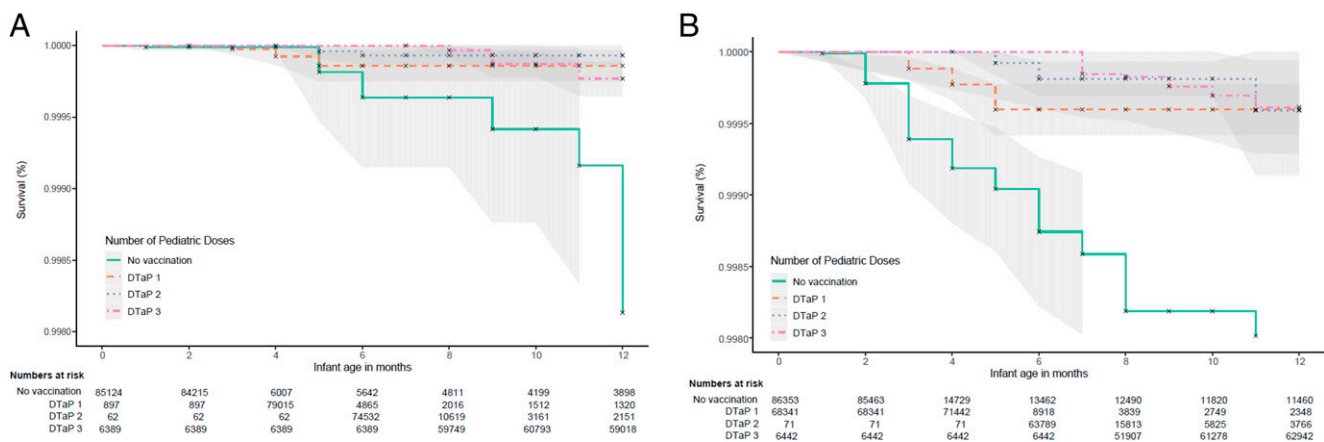 A
1.0000
0.9995
0.9990
0.9985
0.9980
Survival (%)
Number of Pediatric Doses
No vaccination
DTaP 1
DTaP 2
DTaP 3
0 2 4 6 8 10 12
Infant age in months
Numbers at risk
No vaccination 85124 84215 6007 5642 4811 4199 3898
DTaP 1 897 897 79015 4865 2016 1512 1320
DTaP 2 62 62 62 74532 10619 3161 2151
DTaP 3 6389 6389 6389 6389 59749 60793 59018
B
1.0000
0.9995
0.9990
0.9985
0.9980
Survival (%)
Number of Pediatric Doses
No vaccination
DTaP 1
DTaP 2
DTaP 3
0 2 4 6 8 10 12
Infant age in months
Numbers at risk
No vaccination 86353 85463 14729 13462 12490 11820 11460
DTaP 1 68341 68341 71442 8918 3839 2749 2348
DTaP 2 71 71 71 63789 15813 5825 3766
DTaP 3 6442 6442 6442 6442 51907 61278 62942